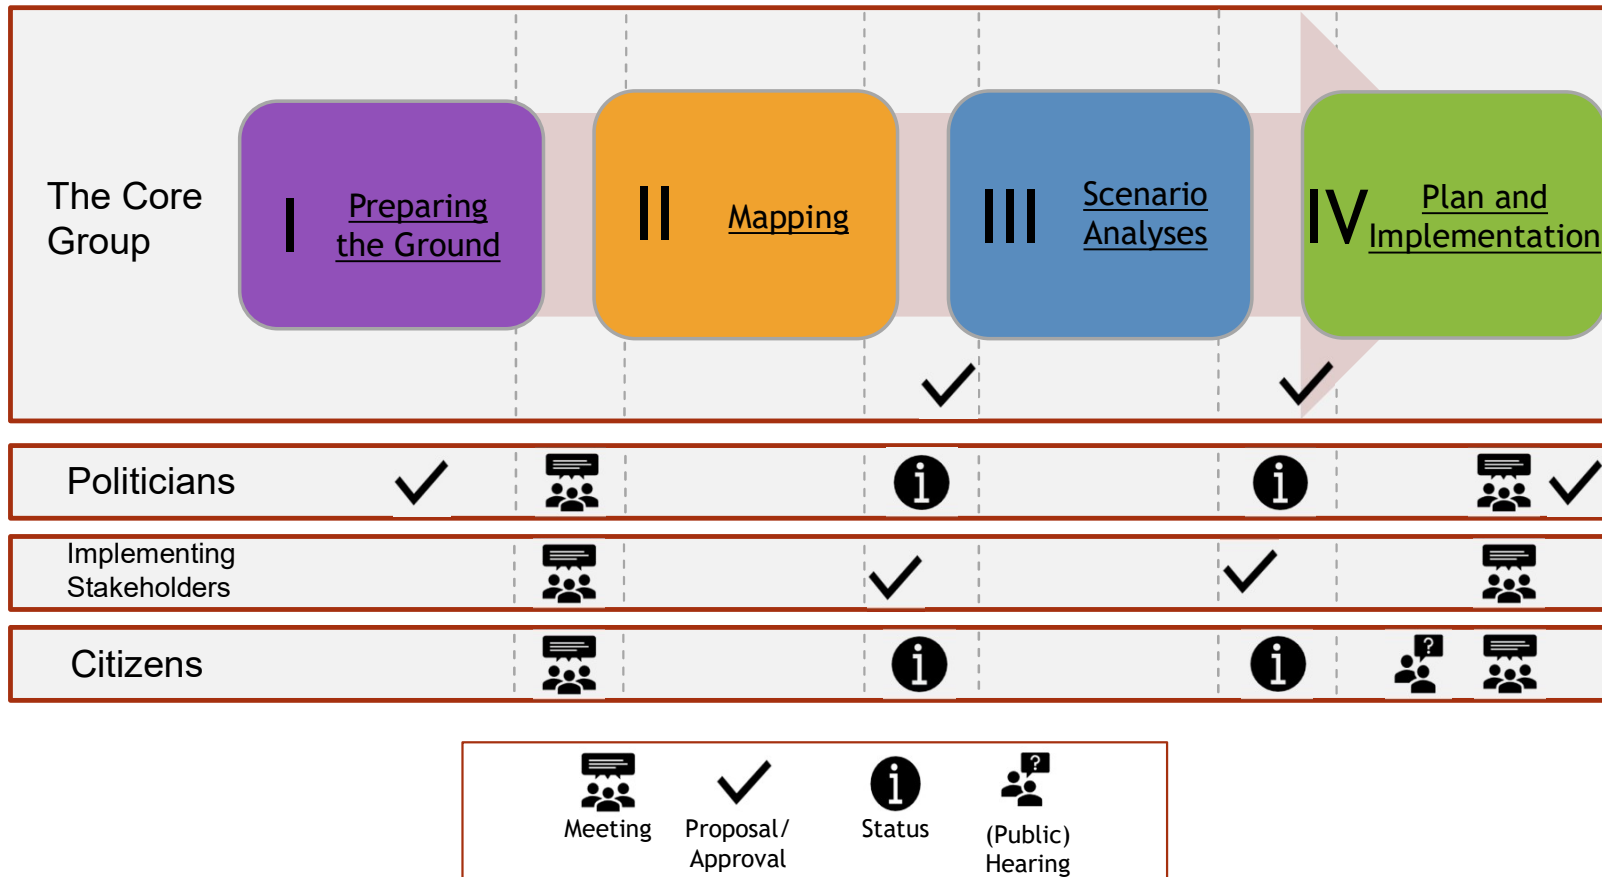 The Core
Group
I
Preparing
the Ground
II
Mapping
III
Scenario
Analyses
IV
Plan and
Implementation
Politicians
Implementing
Stakeholders
Citizens
Meeting
Proposal/
Approval
Status
(Public)
Hearing